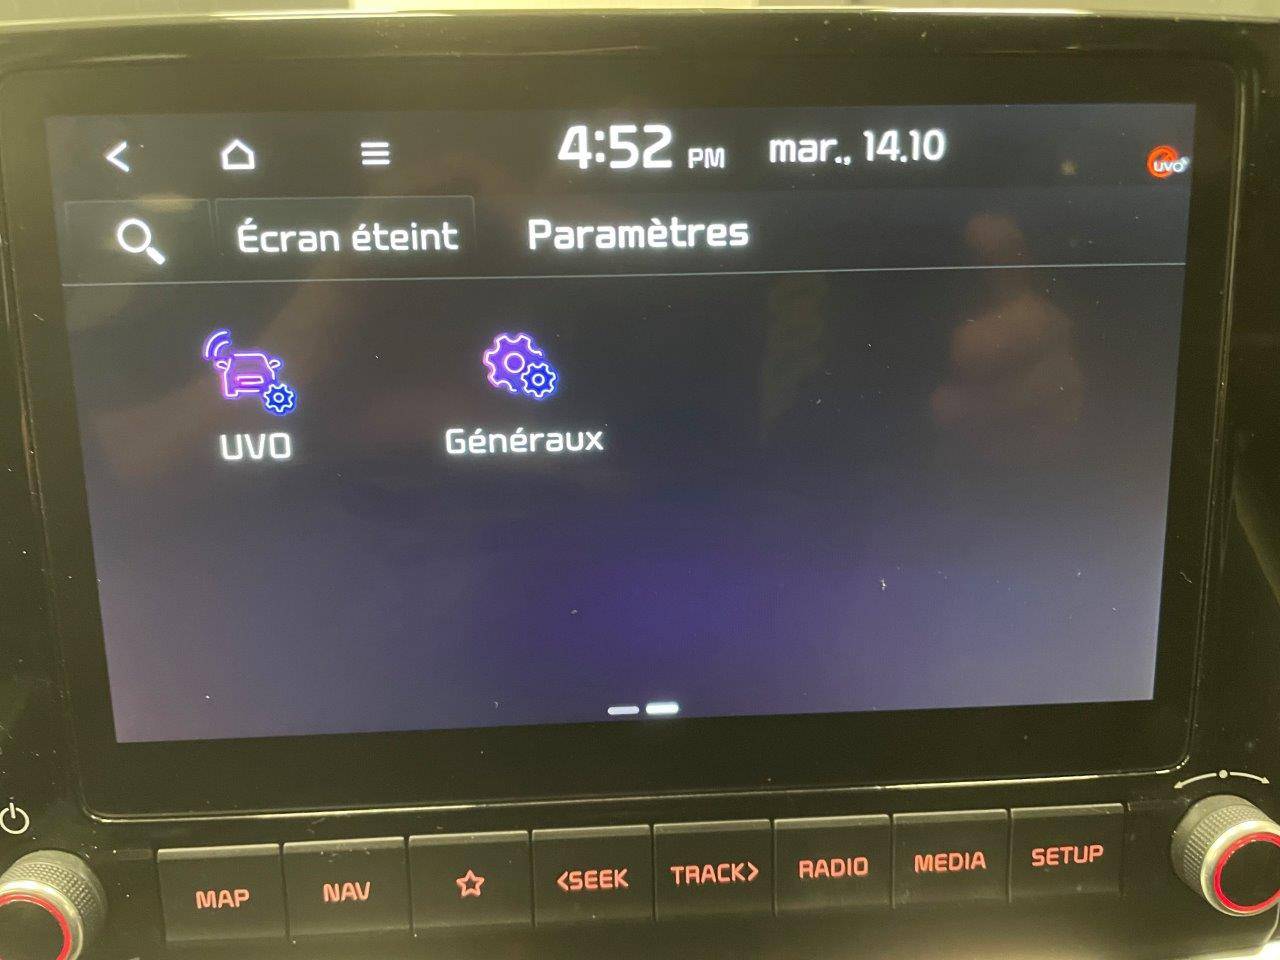 4:52 PM mar., 14.10
UVO
Écran éteint Paramètres
UVO Généraux
MAP NAV <SEEK TRACK> RADIO MEDIA SETUP